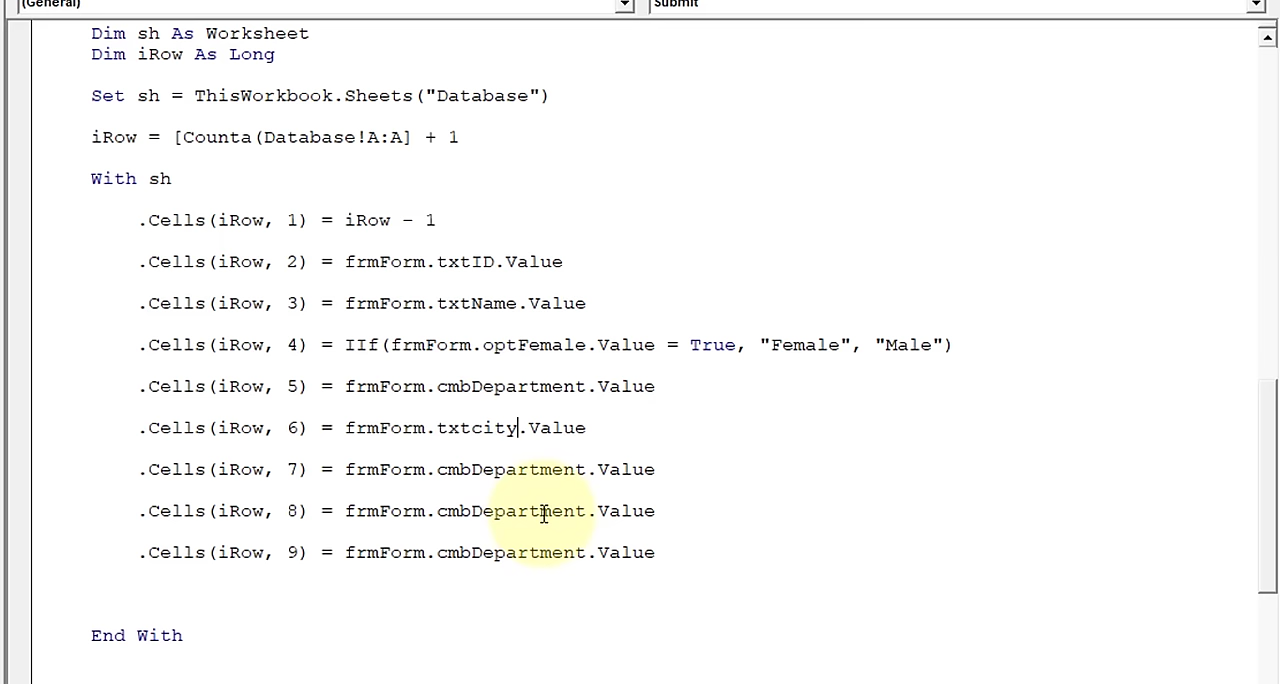 (General) Submit
Dim sh As Worksheet
Dim iRow As Long
Set sh = ThisWorkbook.Sheets("Database")
iRow = [Counta(Database!A:A] + 1
With sh
.Cells(iRow, 1) = iRow - 1
.Cells(iRow, 2) = frmForm.txtID.Value
.Cells(iRow, 3) = frmForm.txtName.Value
.Cells(iRow, 4) = IIf(frmForm.optFemale.Value = True, "Female", "Male")
.Cells(iRow, 5) = frmForm.cmbDepartment.Value
.Cells(iRow, 6) = frmForm.txtcity.Value
.Cells(iRow, 7) = frmForm.cmbDepartment.Value
.Cells(iRow, 8) = frmForm.cmbDepartment.Value
.Cells(iRow, 9) = frmForm.cmbDepartment.Value
End With